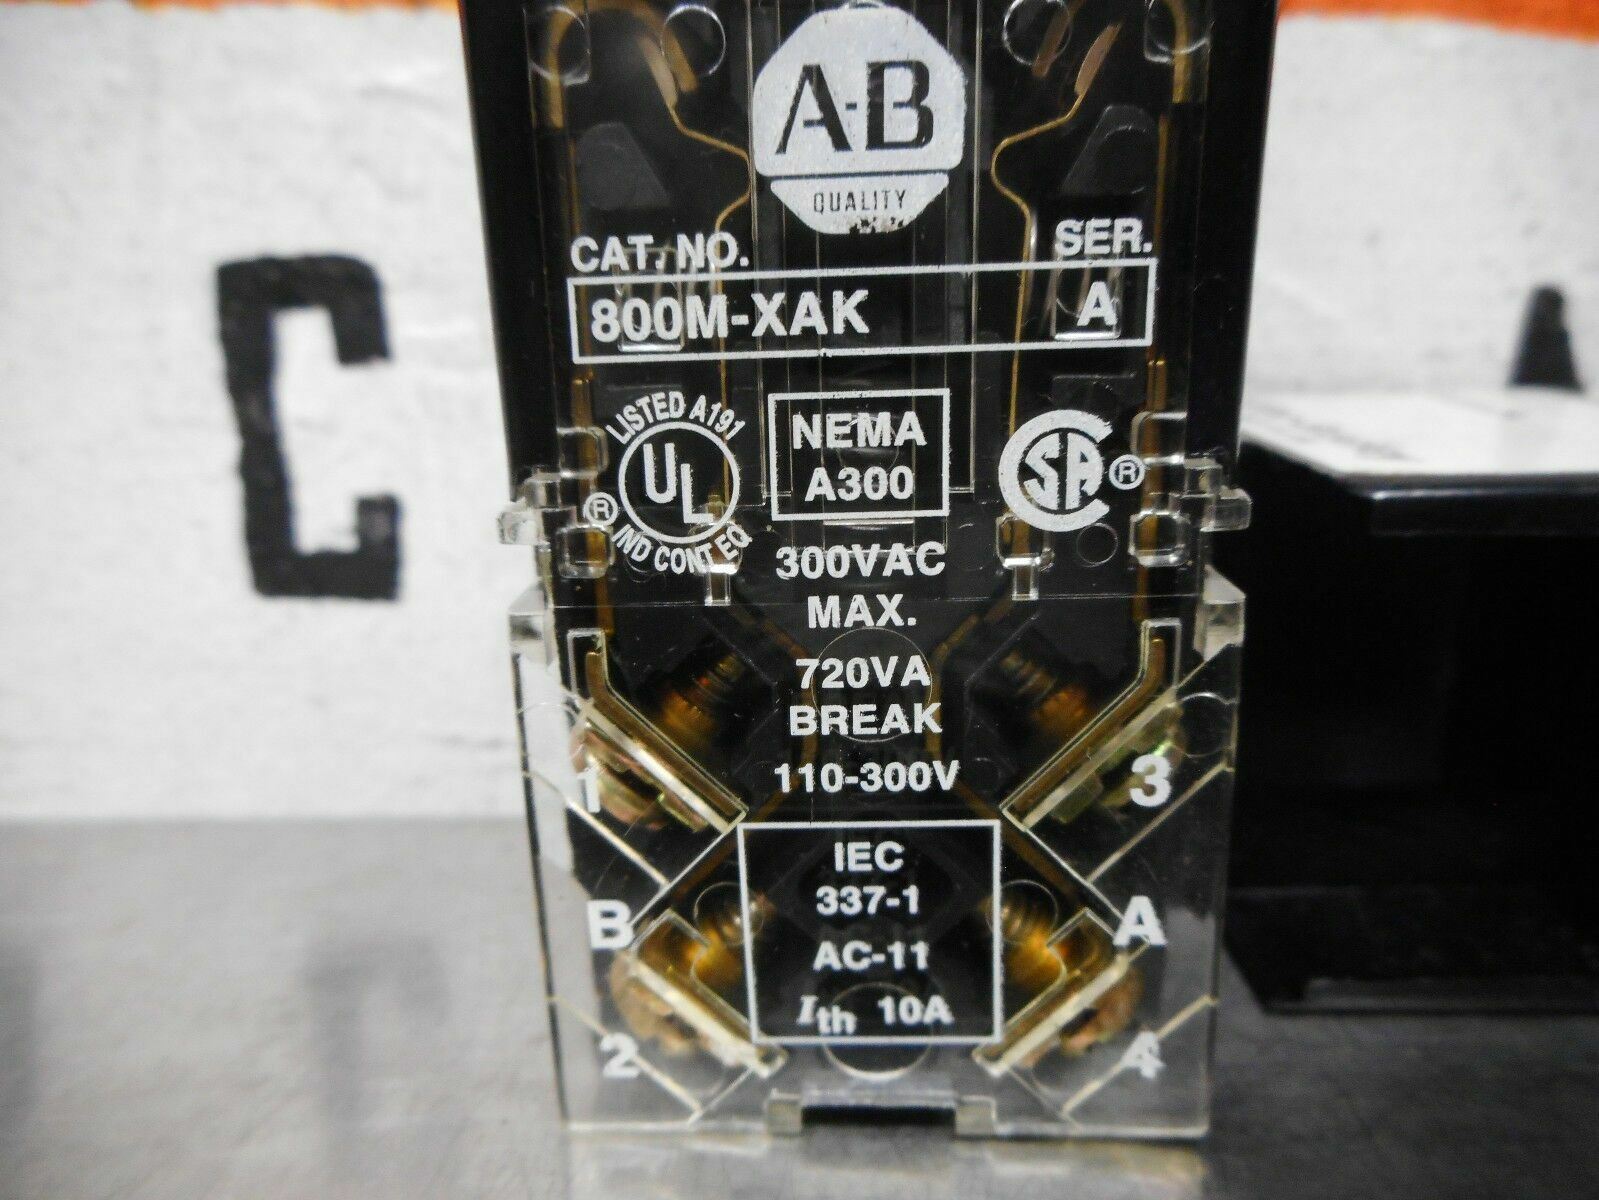 A-B
QUALITY
CAT. NO. SER.
800M-XAK A
LISTED A191
UL
®
IND CONT EQ
NEMA
A300
CSA ®
300VAC
MAX.
720VA
BREAK
110-300V
1 3
IEC
337-1
AC-11
Ith 10A
B A
2 4
C